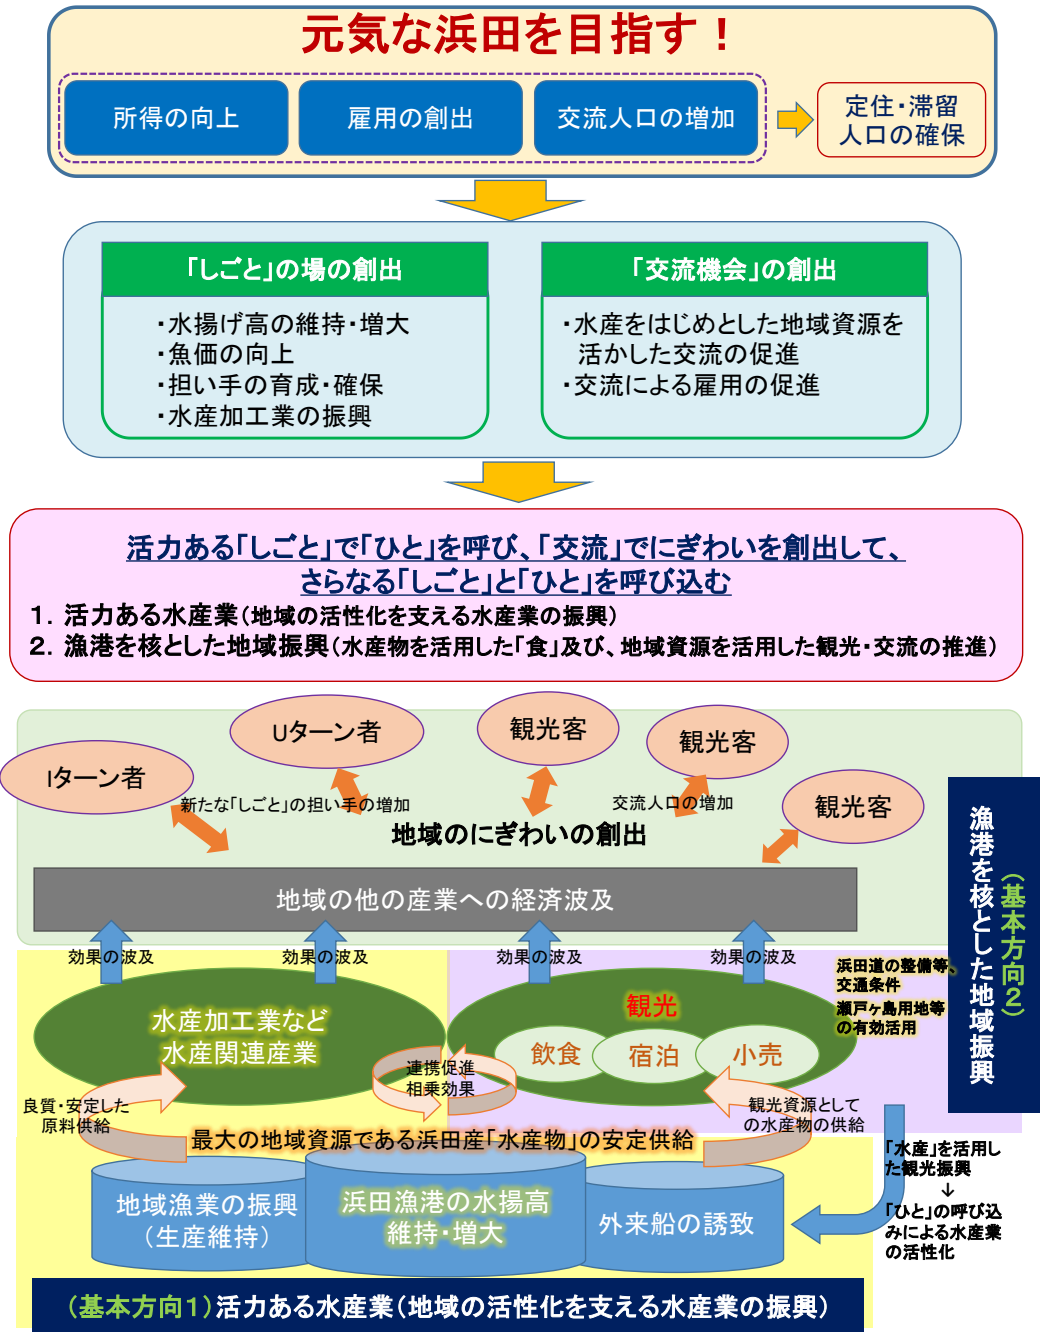 元気な浜田を目指す！
所得の向上
雇用の創出
交流人口の増加
定住・滞留
人口の確保
「しごと」の場の創出
・水揚げ高の維持・増大
・魚価の向上
・担い手の育成・確保
・水産加工業の振興
「交流機会」の創出
・水産をはじめとした地域資源を
活かした交流の促進
・交流による雇用の促進
活力ある「しごと」で「ひと」を呼び、「交流」でにぎわいを創出して、
さらなる「しごと」と「ひと」を呼び込む
１．活力ある水産業（地域の活性化を支える水産業の振興）
２．漁港を核とした地域振興（水産物を活用した「食」及び、地域資源を活用した観光・交流の推進）
Iターン者
Uターン者
観光客
観光客
観光客
新たな「しごと」の担い手の増加
交流人口の増加
地域のにぎわいの創出
地域の他の産業への経済波及
効果の波及
効果の波及
効果の波及
効果の波及
（基本方向２）
漁港を核とした地域振興
浜田道の整備等、
交通条件
瀬戸ヶ島用地等
の有効活用
水産加工業など
水産関連産業
観光
飲食
宿泊
小売
連携促進
相乗効果
良質・安定した
原料供給
観光資源として
の水産物の供給
最大の地域資源である浜田産「水産物」の安定供給
地域漁業の振興
（生産維持）
浜田漁港の水揚高
維持・増大
外来船の誘致
「水産」を活用し
た観光振興
↓
「ひと」の呼び込
みによる水産業
の活性化
（基本方向１）活力ある水産業（地域の活性化を支える水産業の振興）